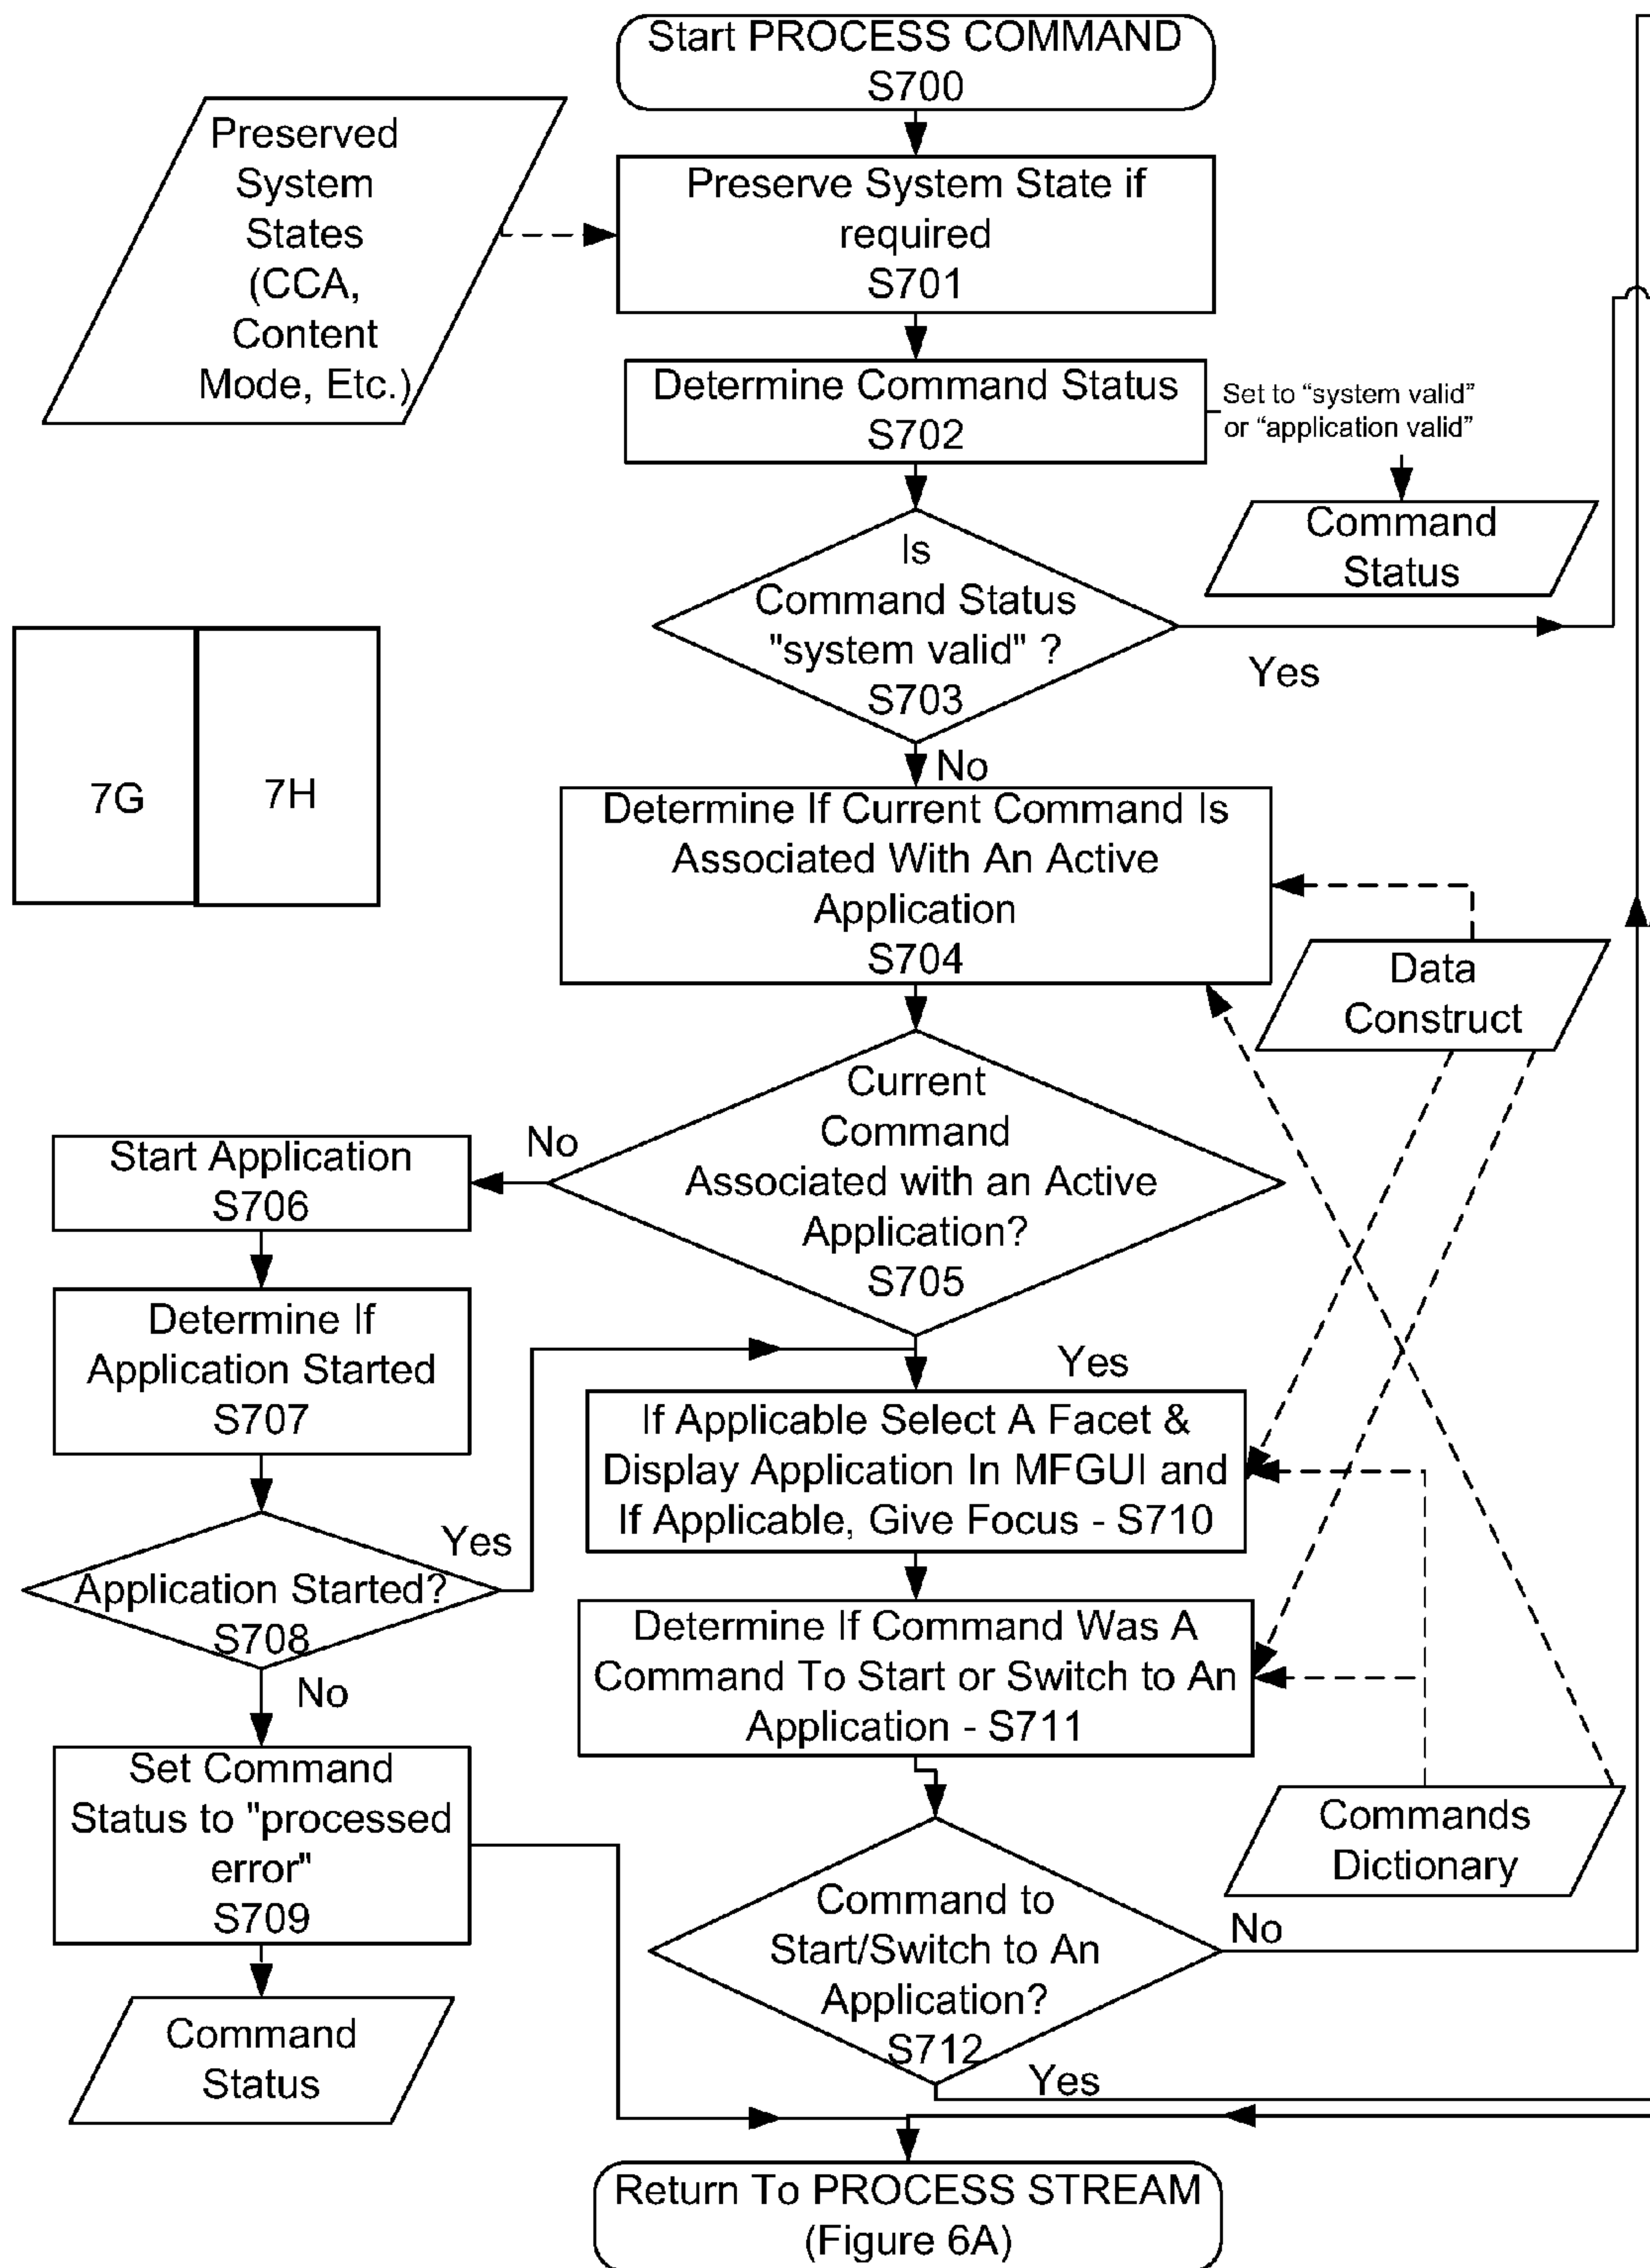 Start PROCESS COMMAND
S700
Preserved
System
States
(CCA,
Content
Mode, Etc.)
Preserve System State if
required
S701
Determine Command Status
S702
Set to “system valid”
or “application valid”
Command
Status
Is
Command Status
"system valid" ?
S703
Yes
No
7G
7H
Determine If Current Command Is
Associated With An Active
Application
S704
Data
Construct
Current
Command
Associated with an Active
Application?
S705
No
Start Application
S706
Determine If
Application Started
S707
Yes
If Applicable Select A Facet &
Display Application In MFGUI and
If Applicable, Give Focus - S710
Yes
Application Started?
S708
No
Determine If Command Was A
Command To Start or Switch to An
Application - S711
Set Command
Status to "processed
error"
S709
Commands
Dictionary
Command to
Start/Switch to An
Application?
S712
No
Yes
Command
Status
Return To PROCESS STREAM
(Figure 6A)